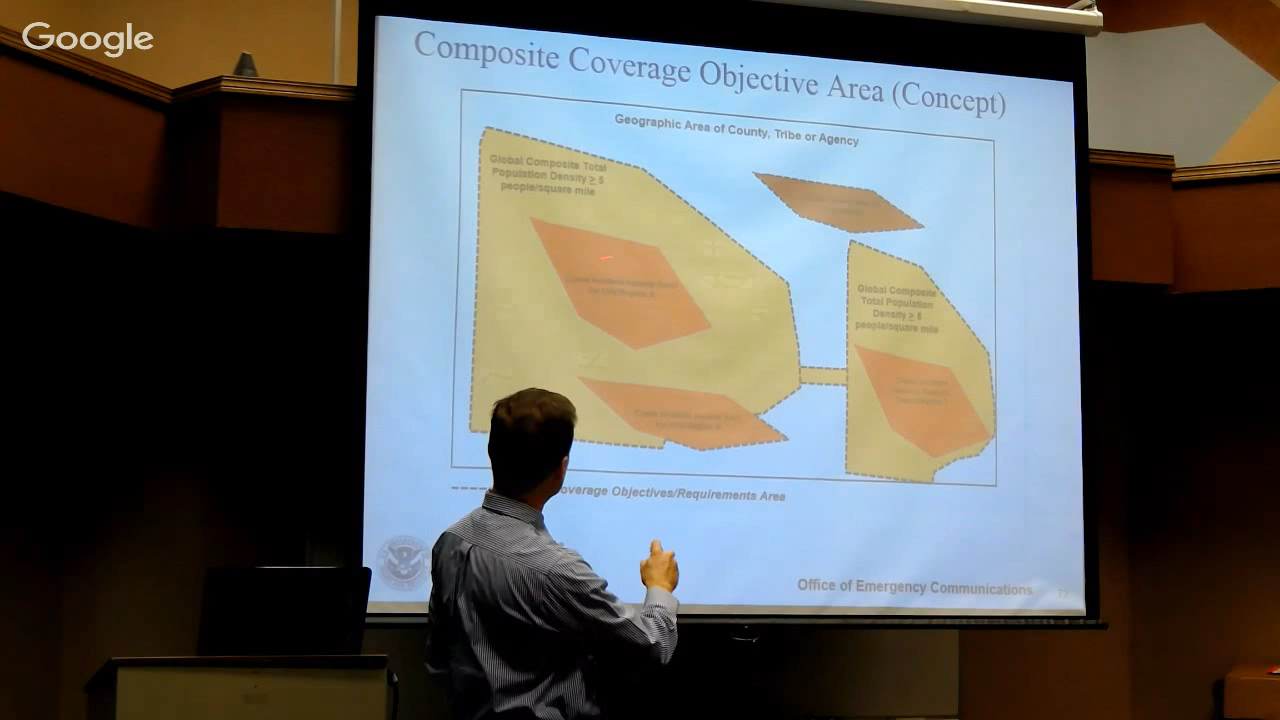 Google
Composite Coverage Objective Area (Concept)
Geographic Area of County, Tribe or Agency
Global Composite Total
Population Density ≥ 5
people/square mile
Global Composite
Total Population
Density ≥ 5
people/square mile
overage Objectives/Requirements Area
Office of Emergency Communications